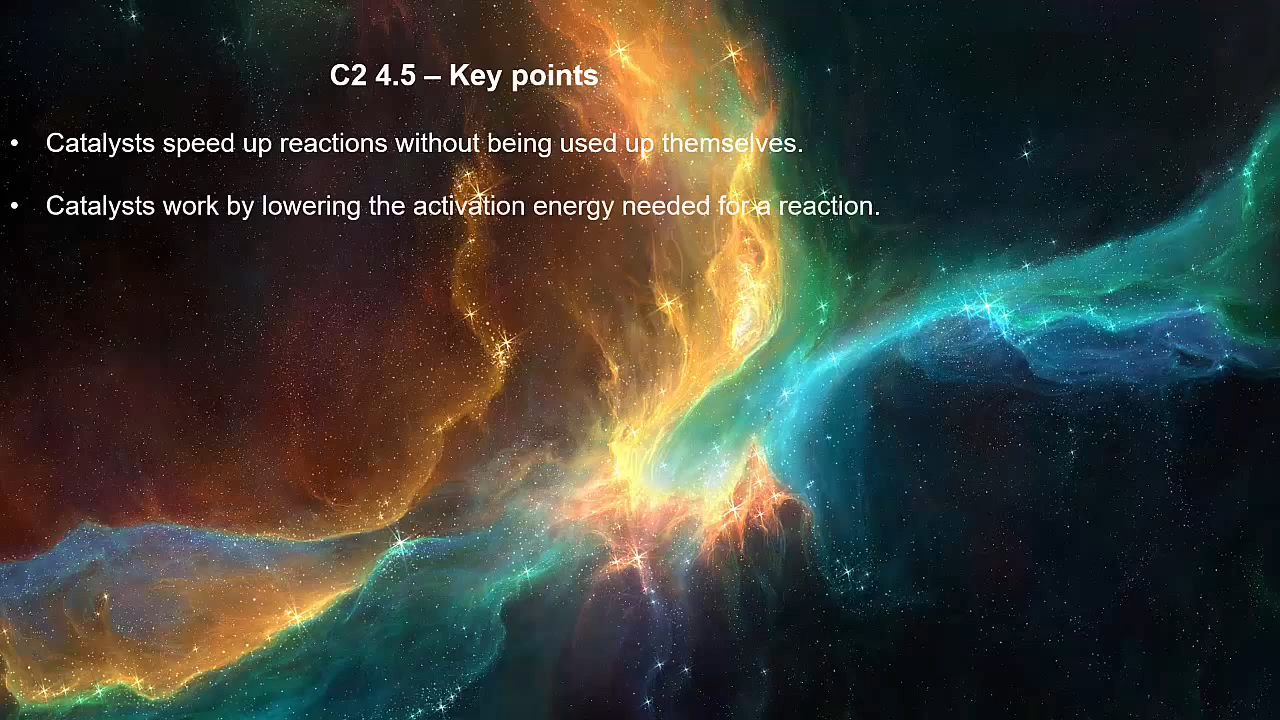 C2 4.5 – Key points
• Catalysts speed up reactions without being used up themselves.
• Catalysts work by lowering the activation energy needed for a reaction.